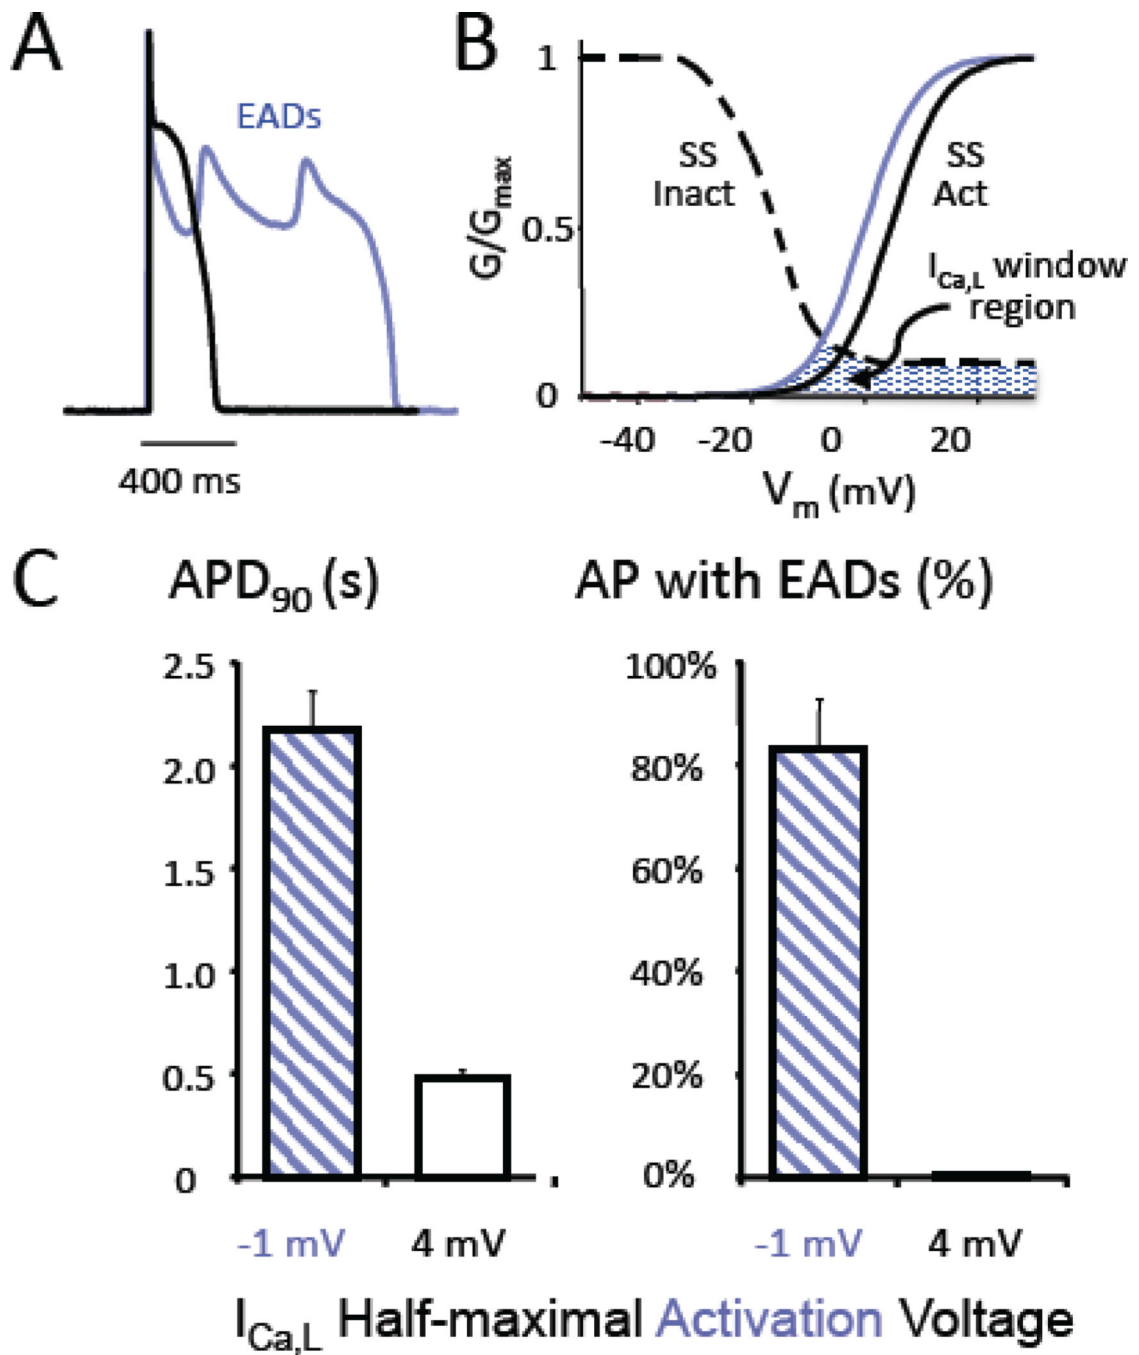 A
EADs
400 ms
B
G/Gmax
1
0.5
0
SS
Inact
SS
Act
ICa,L window
region
-40 -20 0 20
Vm (mV)
C
APD90 (s)
2.5
2.0
1.5
1.0
0.5
0
-1 mV 4 mV
AP with EADs (%)
100%
80%
60%
40%
20%
0%
-1 mV 4 mV
ICa,L Half-maximal Activation Voltage